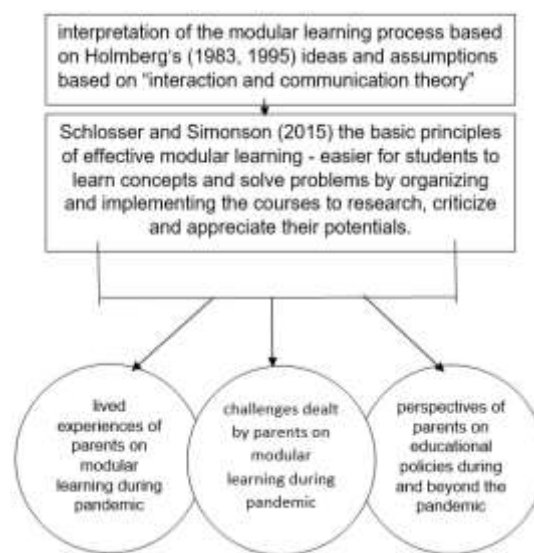 interpretation of the modular learning process based
on Holmberg's (1983, 1995) ideas and assumptions
based on "interaction and communication theory"
Schlosser and Simonson (2015) the basic principles
of effective modular learning - easier for students to
learn concepts and solve problems by organizing
and implementing the courses to research, criticize
and appreciate their potentials.
lived
experiences of
parents on
modular
learning during
pandemic
challenges dealt
by parents on
modular
learning during
pandemic
perspectives of
parents on
educational
policies during
and beyond the
pandemic